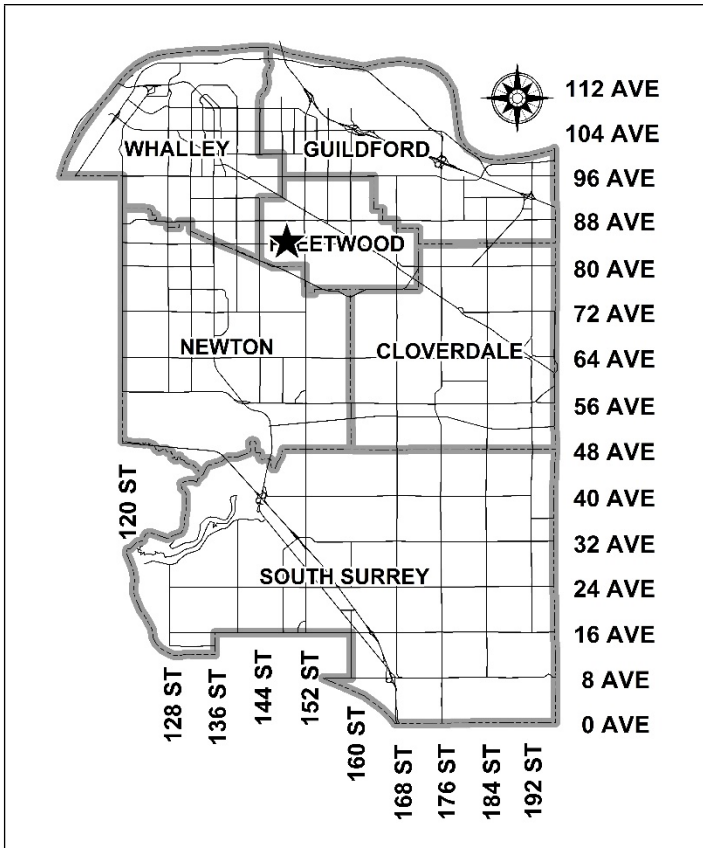 112 AVE
104 AVE
WHALLEY
GUILDFORD
96 AVE
88 AVE
EETWOOD
80 AVE
72 AVE
NEWTON
CLOVERDALE
64 AVE
56 AVE
48 AVE
120 ST
40 AVE
32 AVE
SOUTH SURREY
24 AVE
16 AVE
8 AVE
0 AVE
128 ST
136 ST
144 ST
152 ST
160 ST
168 ST
176 ST
184 ST
192 ST